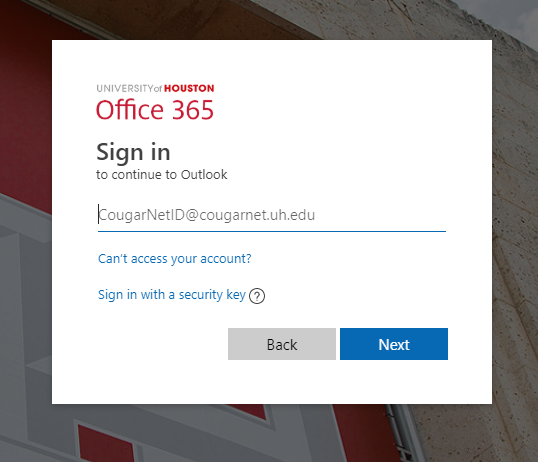 UNIVERSITY of HOUSTON
Office 365
Sign in
to continue to Outlook
CougarNetID@cougarnet.uh.edu
Can't access your account?
Sign in with a security key ?
Back
Next